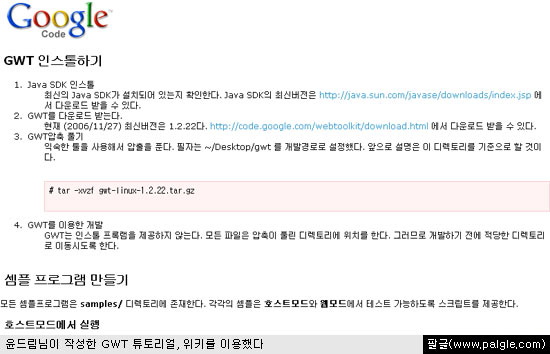 Google
Code
GWT 인스톨하기
1. Java SDK 인스톨
최신의 Java SDK가 설치되어 있는지 확인한다. Java SDK의 최신버전은 http://java.sun.com/javase/downloads/index.jsp 에
서 다운로드 받을 수 있다.
2. GWT를 다운로드 받는다.
현재 (2006/11/27) 최신버전은 1.2.22다. http://code.google.com/webtoolkit/download.html 에서 다운로드 받을 수 있다.
3. GWT압축 풀기
익숙한 툴을 사용해서 압출을 푼다. 필자는 ~/Desktop/gwt 를 개발경로로 설정했다. 앞으로 설명은 이 디렉토리를 기준으로 할 것이
다.
# tar -xvzf gwt-linux-1.2.22.tar.gz
4. GWT를 이용한 개발
GWT는 인스톨 프로램을 제공하지 않는다. 모든 파일은 압축이 풀린 디렉토리에 위치를 한다. 그러므로 개발하기 전에 적당한 디렉토리
로 이동시도록 한다.
셈플 프로그램 만들기
모든 셈플프로그램은 samples/ 디렉토리에 존재한다. 각각의 셈플은 호스트모드와 웹모드에서 테스트 가능하도록 스크립트를 제공한다.
호스트모드에서 실행
윤드림님이 작성한 GWT 튜토리얼, 위키를 이용했다
팔글(www.palgle.com)